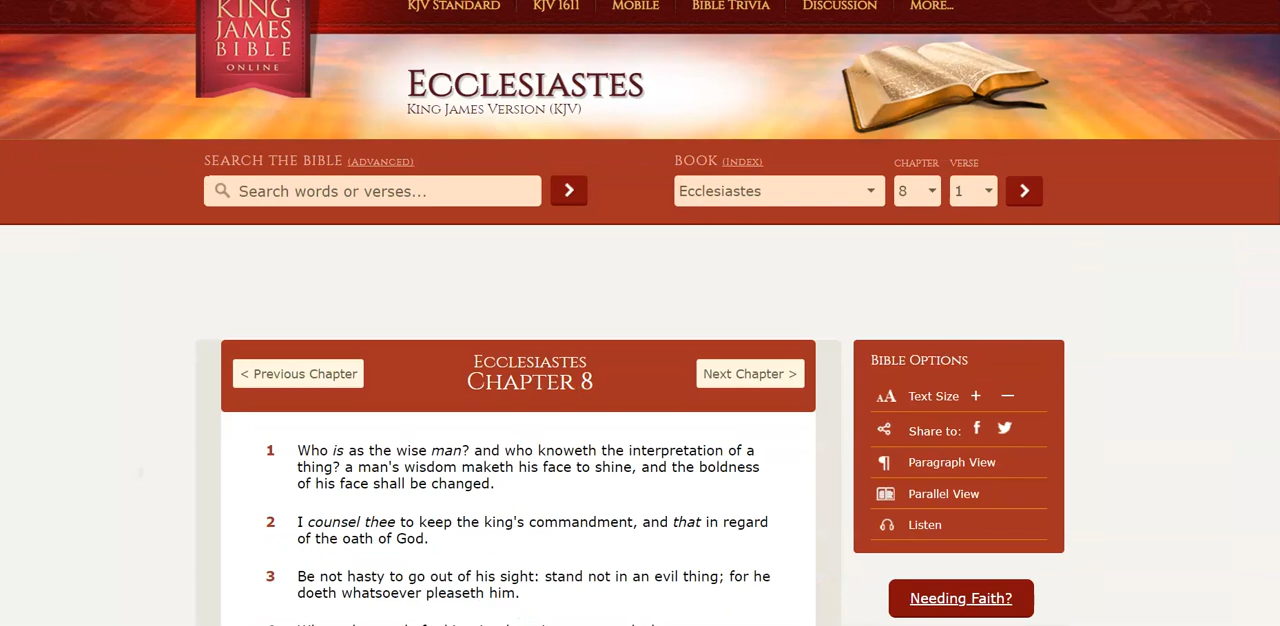 KJV Standard KJV 1611 Mobile Bible Trivia Discussion More...
KING
JAMES
BIBLE
ONLINE
Ecclesiastes
King James Version (KJV)
SEARCH THE BIBLE (ADVANCED)
BOOK (INDEX) CHAPTER VERSE
Search words or verses...
Ecclesiastes 8 1
< Previous Chapter
Ecclesiastes
Chapter 8
Next Chapter >
1 Who is as the wise man? and who knoweth the interpretation of a
thing? a man's wisdom maketh his face to shine, and the boldness
of his face shall be changed.
2 I counsel thee to keep the king's commandment, and that in regard
of the oath of God.
3 Be not hasty to go out of his sight: stand not in an evil thing; for he
doeth whatsoever pleaseth him.
Bible Options
AA Text Size + —
Share to:
Paragraph View
Parallel View
Listen
Needing Faith?